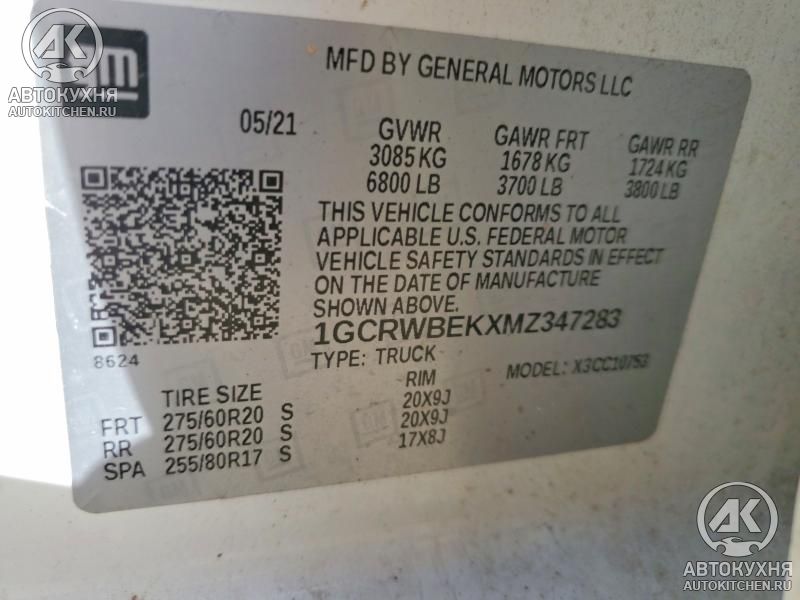 AK
gm
АВТОКУХНЯ
AUTOKITCHEN.RU
MFD BY GENERAL MOTORS LLC
05/21 GVWR GAWR FRT GAWR RR
3085 KG 1678 KG 1724 KG
6800 LB 3700 LB 3800 LB
THIS VEHICLE CONFORMS TO ALL
APPLICABLE U.S. FEDERAL MOTOR
VEHICLE SAFETY STANDARDS IN EFFECT
ON THE DATE OF MANUFACTURE
SHOWN ABOVE.
1GCRWBEKXMZ347283
8624
TYPE: TRUCK MODEL: X3CC10753
TIRE SIZE RIM
FRT 275/60R20 S 20X9J
RR 275/60R20 S 20X9J
SPA 255/80R17 S 17X8J
AK
АВТОКУХНЯ
AUTOKITCHEN.RU